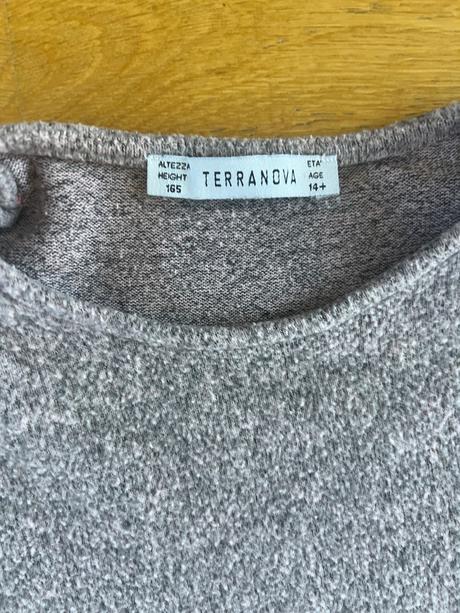 ALTEZZA
HEIGHT
165
TERRANOVA
ETA'
AGE
14+